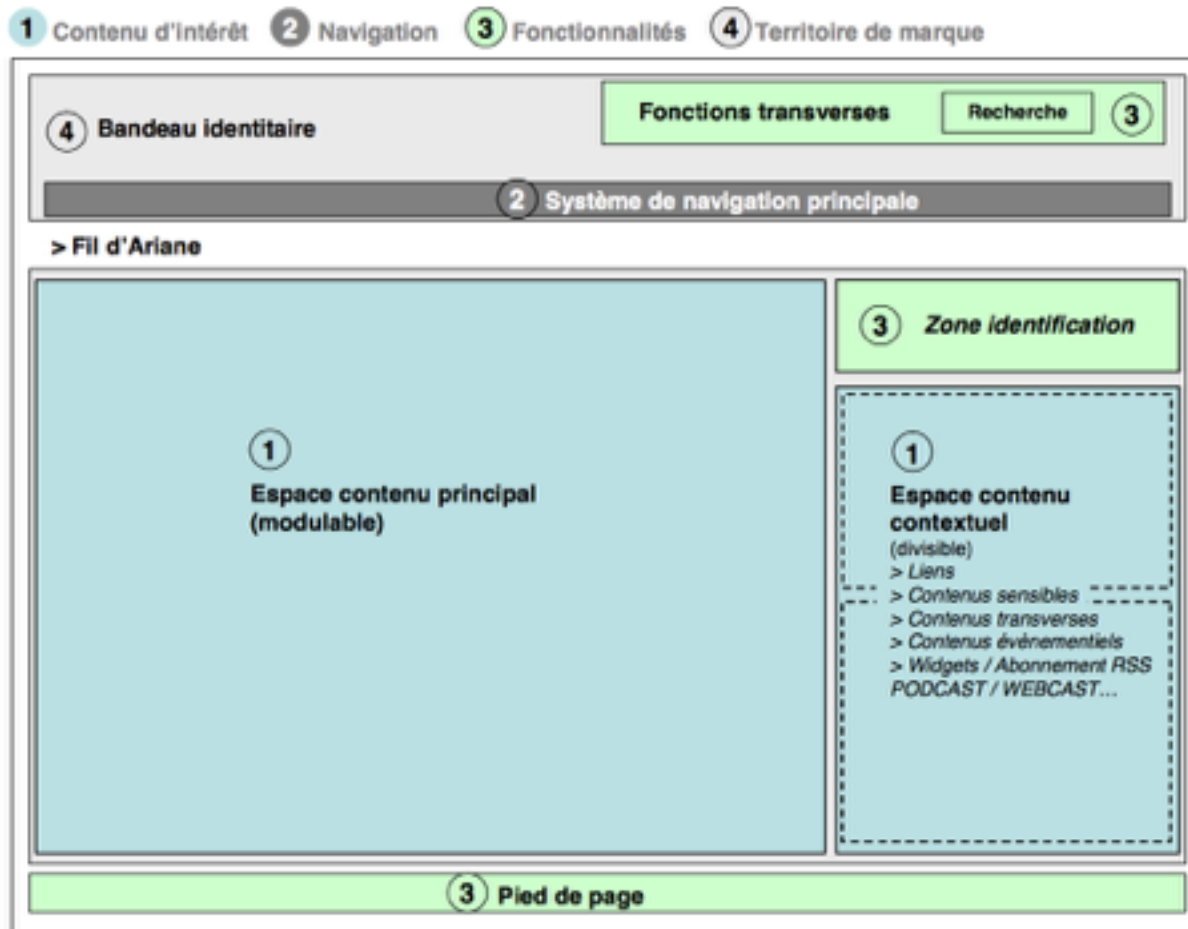 1 Contenu d'intérêt 2 Navigation 3 Fonctionnalités 4 Territoire de marque
4 Bandeau identitaire
Fonctions transverses Recherche 3
2 Système de navigation principale
> Fil d'Ariane
1
Espace contenu principal
(modulable)
3 Zone identification
1
Espace contenu
contextuel
(divisible)
> Liens
> Contenus sensibles
> Contenus transverses
> Contenus évènementiels
> Widgets / Abonnement RSS
PODCAST / WEBCAST...
3 Pied de page